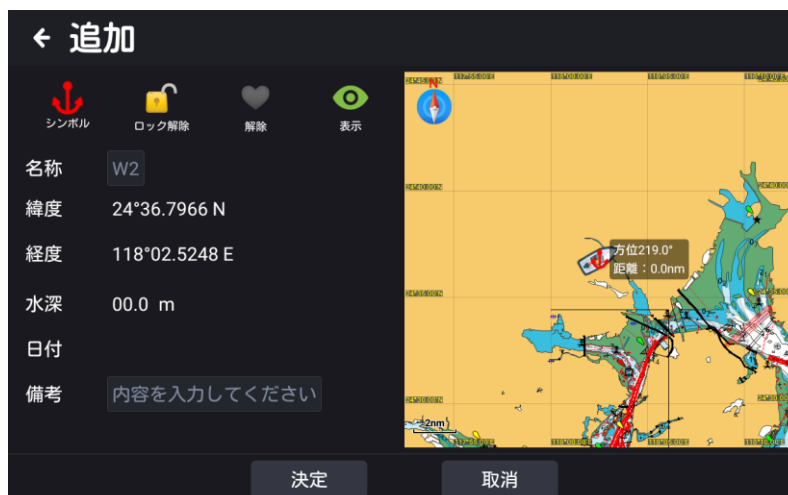 ← 追加
シンボル ロック解除 解除 表示
名称 W2
緯度 24°36.7966 N
経度 118°02.5248 E
水深 00.0 m
日付
備考 内容を入力してください
N
方位219.0°
距離：0.0nm
2nm
決定 取消